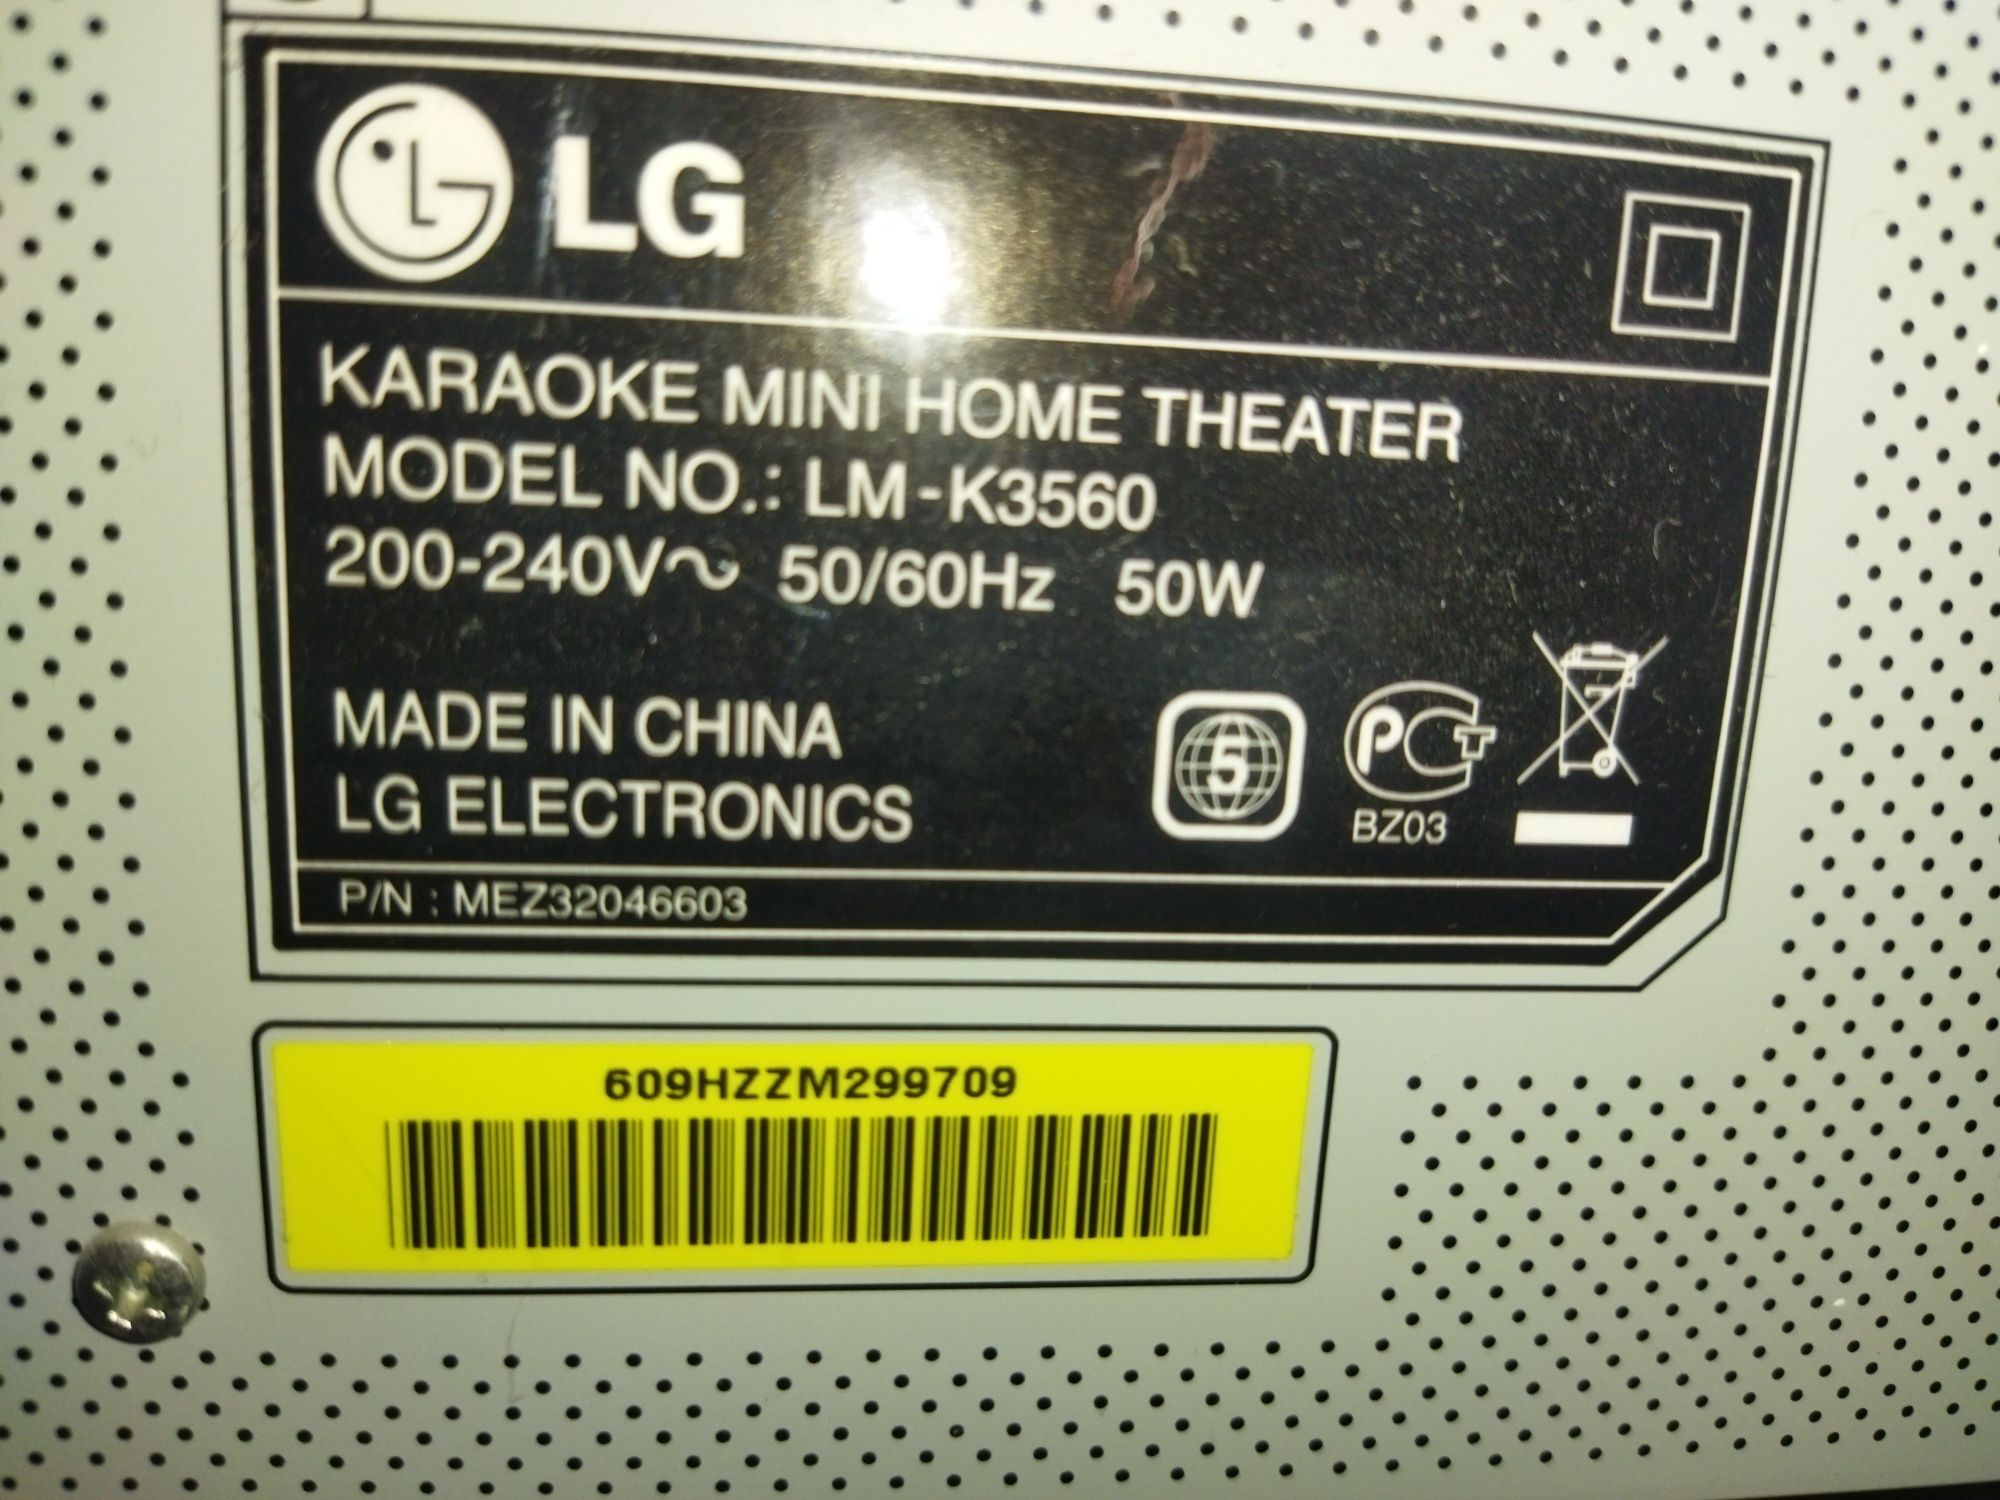 LG
KARAOKE MINI HOME THEATER
MODEL NO.: LM-K3560
200-240V~ 50/60Hz 50W
MADE IN CHINA
LG ELECTRONICS
5
PCT
BZ03
P/N : MEZ32046603
609HZZM299709